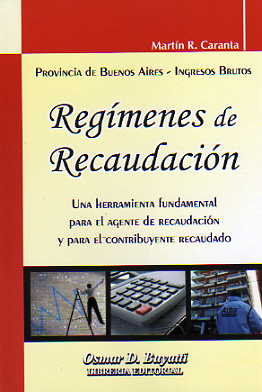 Martín R. Caranta
Provincia de Buenos Aires - Ingresos Brutos
Regímenes de
Recaudación
Una herramienta fundamental
para el agente de recaudación
y para el contribuyente recaudado
Osmar D. Buyatti
LIBRERIA EDITORIAL